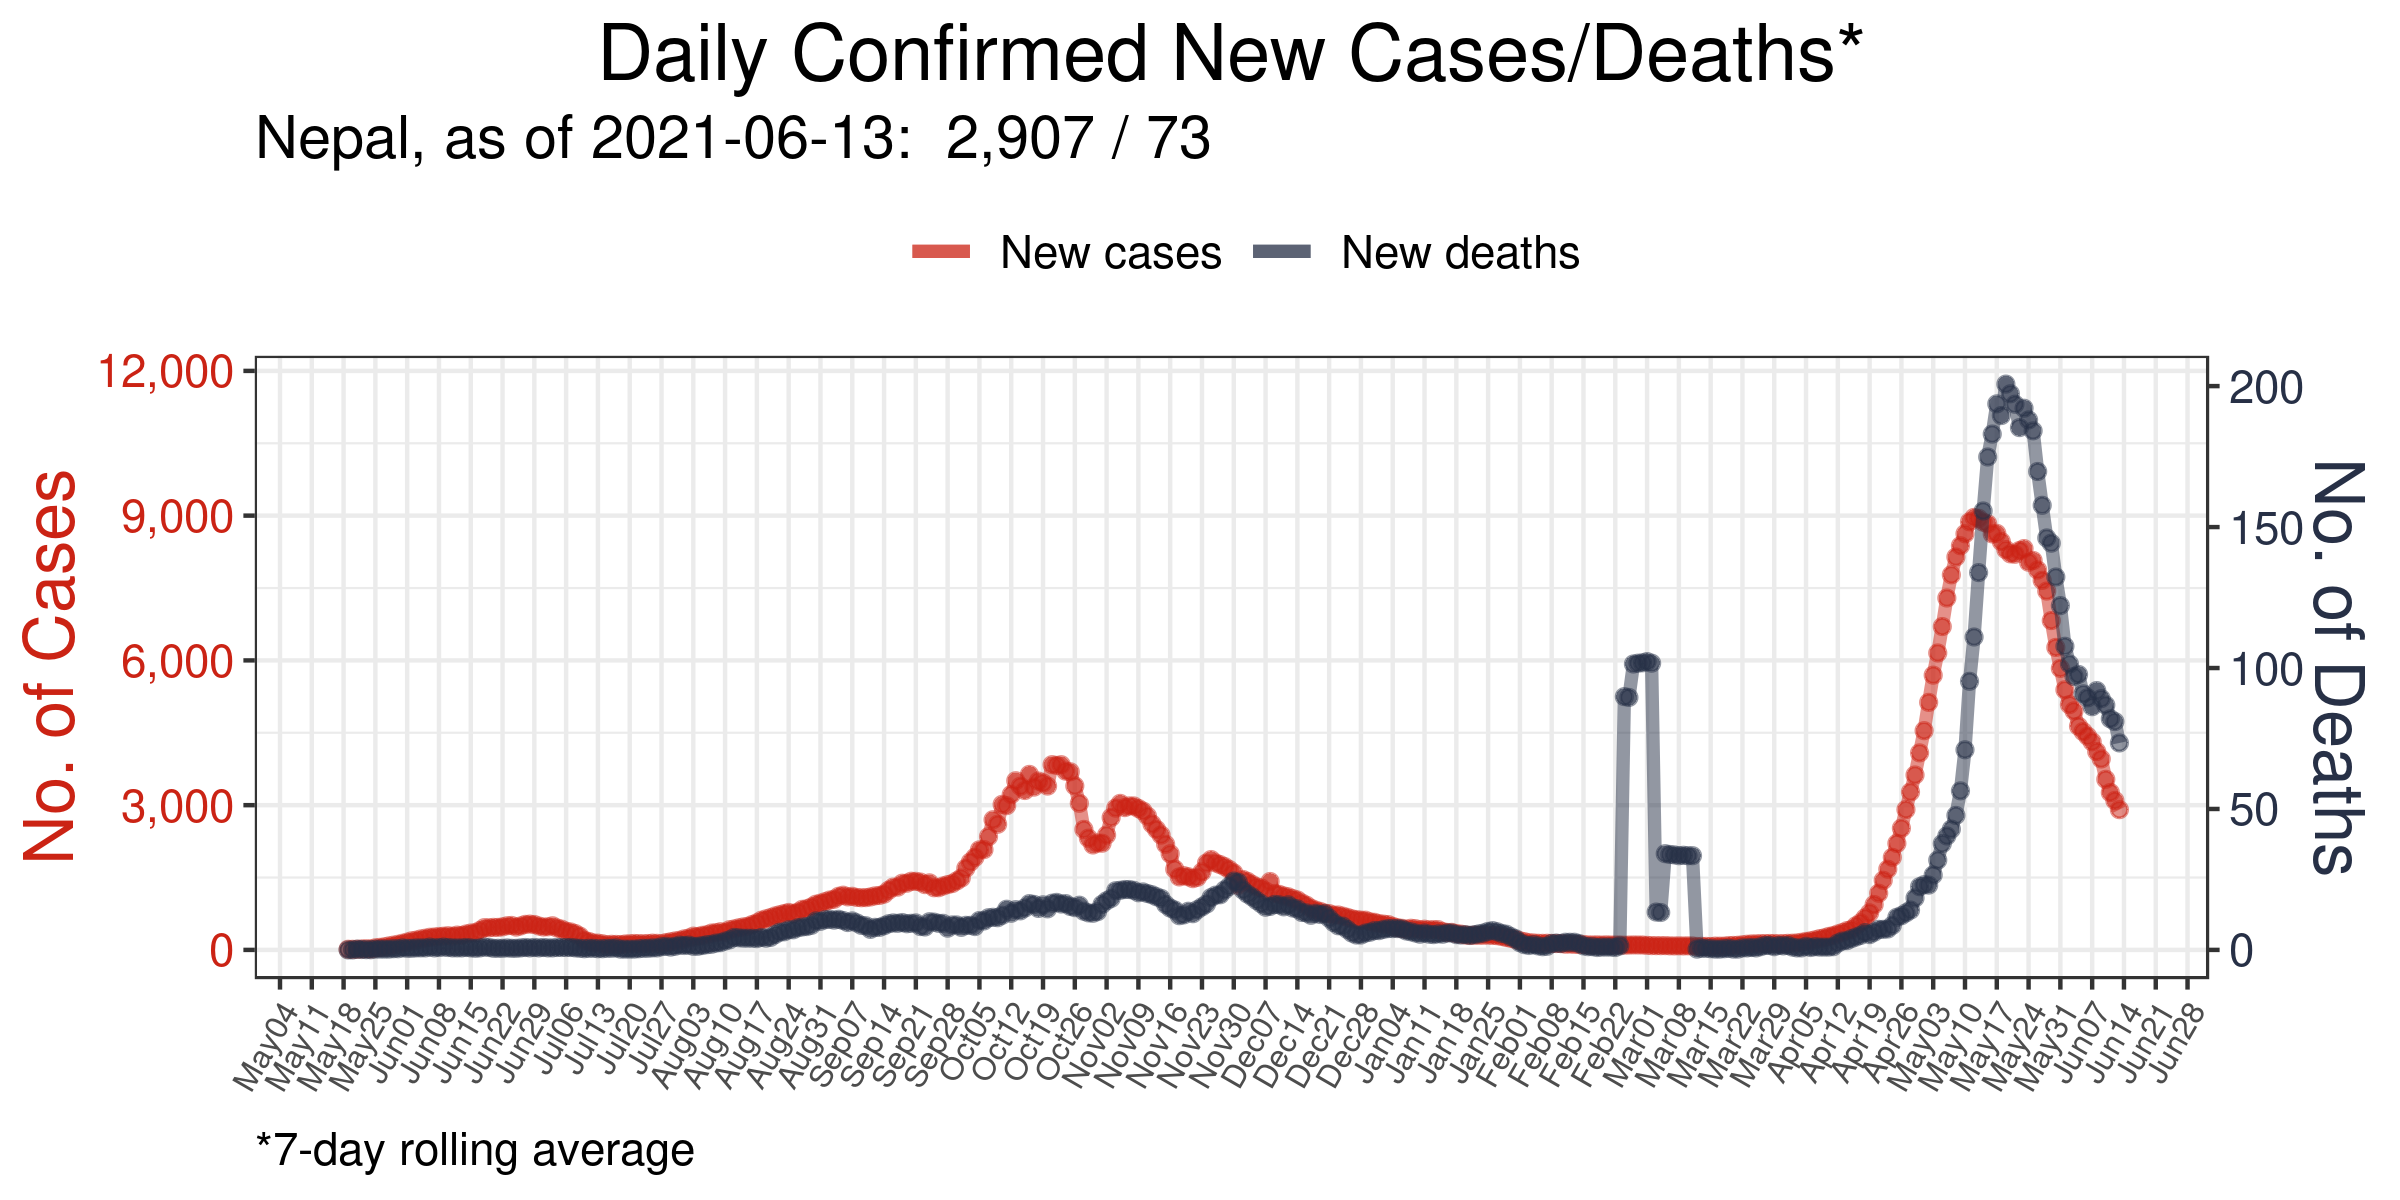 Daily Confirmed New Cases/Deaths*
Nepal, as of 2021-06-13:  2,907 / 73
New cases
New deaths
No. of Cases
12,000
9,000
6,000
3,000
0
200
150
100
50
0
No. of Deaths
May04
May11
May18
May25
Jun01
Jun08
Jun15
Jun22
Jun29
Jul06
Jul13
Jul20
Jul27
Aug03
Aug10
Aug17
Aug24
Aug31
Sep07
Sep14
Sep21
Sep28
Oct05
Oct12
Oct19
Oct26
Nov02
Nov09
Nov16
Nov23
Nov30
Dec07
Dec14
Dec21
Dec28
Jan04
Jan11
Jan18
Jan25
Feb01
Feb08
Feb15
Feb22
Mar01
Mar08
Mar15
Mar22
Mar29
Apr05
Apr12
Apr19
Apr26
May03
May10
May17
May24
May31
Jun07
Jun14
Jun21
Jun28
*7-day rolling average